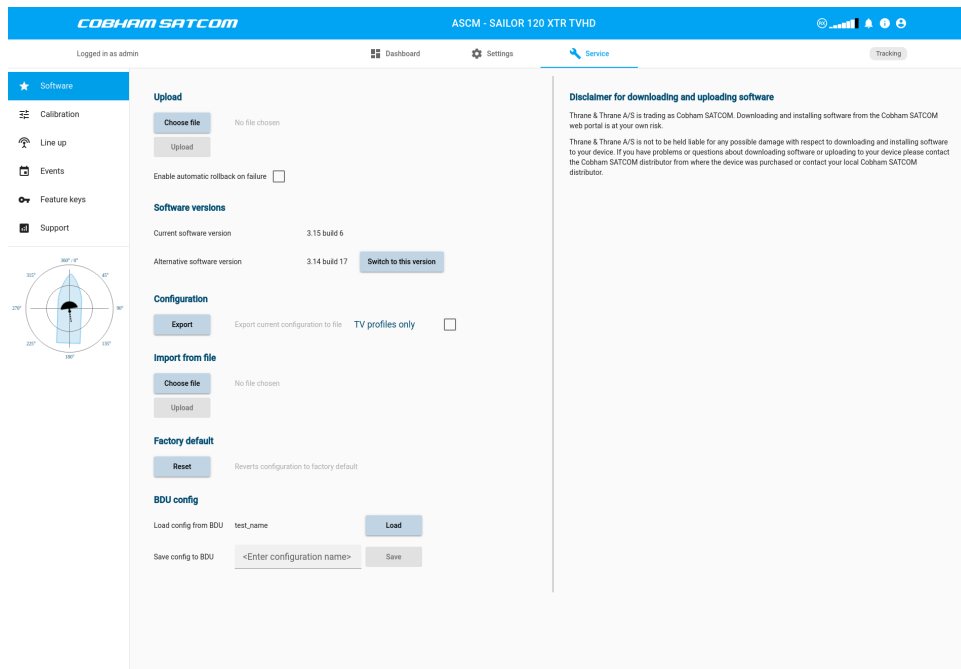 COBHAM SATCOM
ASCM - SAILOR 120 XTR TVHD
RX
Logged in as admin
Dashboard
Settings
Service
Tracking
Software
Calibration
Line up
Events
Feature keys
Support
360° / 0°
315°
45°
270°
90°
225°
135°
180°
Upload
Choose file
No file chosen
Upload
Enable automatic rollback on failure
Software versions
Current software version
3.15 build 6
Alternative software version
3.14 build 17
Switch to this version
Configuration
Export
Export current configuration to file
TV profiles only
Import from file
Choose file
No file chosen
Upload
Factory default
Reset
Reverts configuration to factory default
BDU config
Load config from BDU
test_name
Load
Save config to BDU
<Enter configuration name>
Save
Disclaimer for downloading and uploading software
Thrane & Thrane A/S is trading as Cobham SATCOM. Downloading and installing software from the Cobham SATCOM
web portal is at your own risk.
Thrane & Thrane A/S is not to be held liable for any possible damage with respect to downloading and installing software
to your device. If you have problems or questions about downloading software or uploading to your device please contact
the Cobham SATCOM distributor from where the device was purchased or contact your local Cobham SATCOM
distributor.